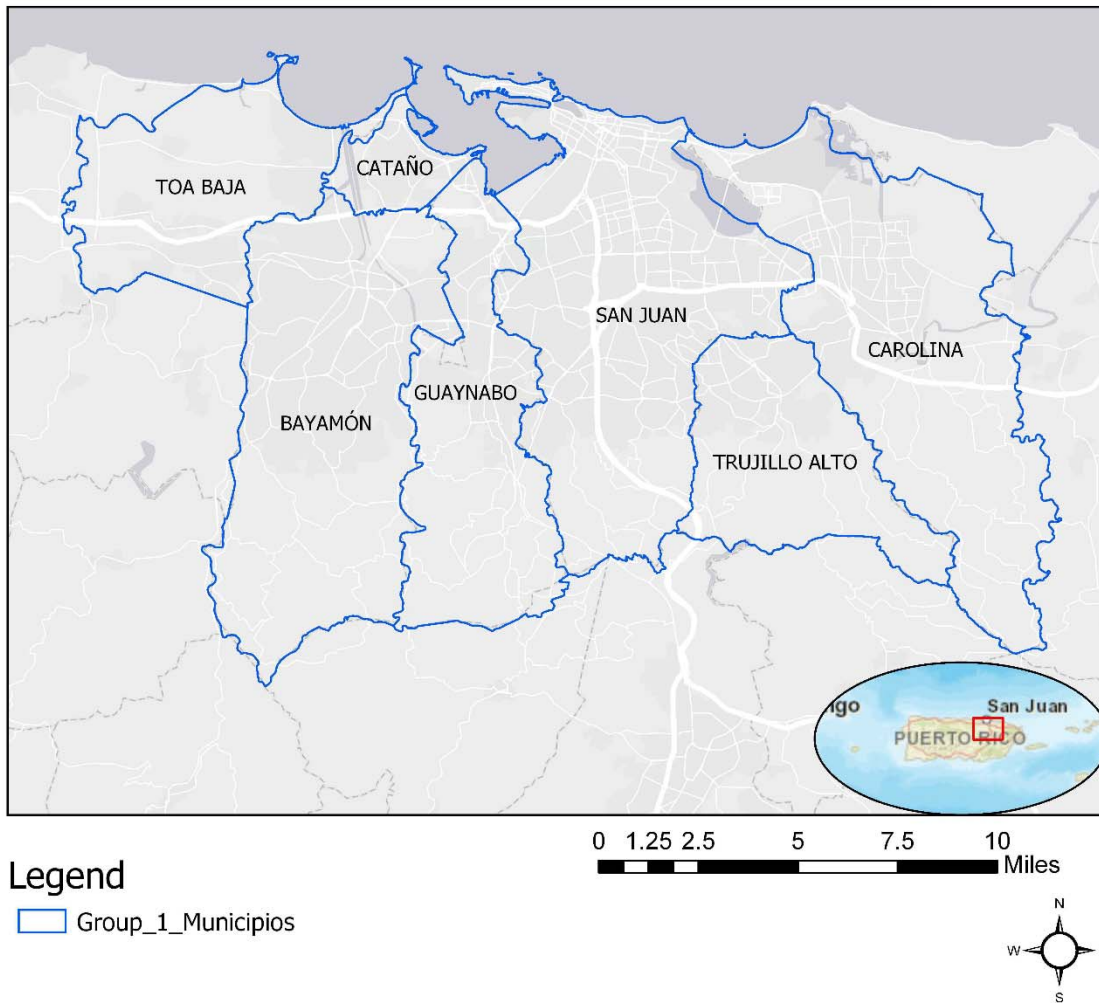 CATAÑO
TOA BAJA
SAN JUAN
CAROLINA
GUAYNABO
BAYAMÓN
TRUJILLO ALTO
igo
San Juan
PUERTO RICO
0 1.25 2.5 5 7.5 10
Miles
Legend
Group_1_Municipios
N
W
S